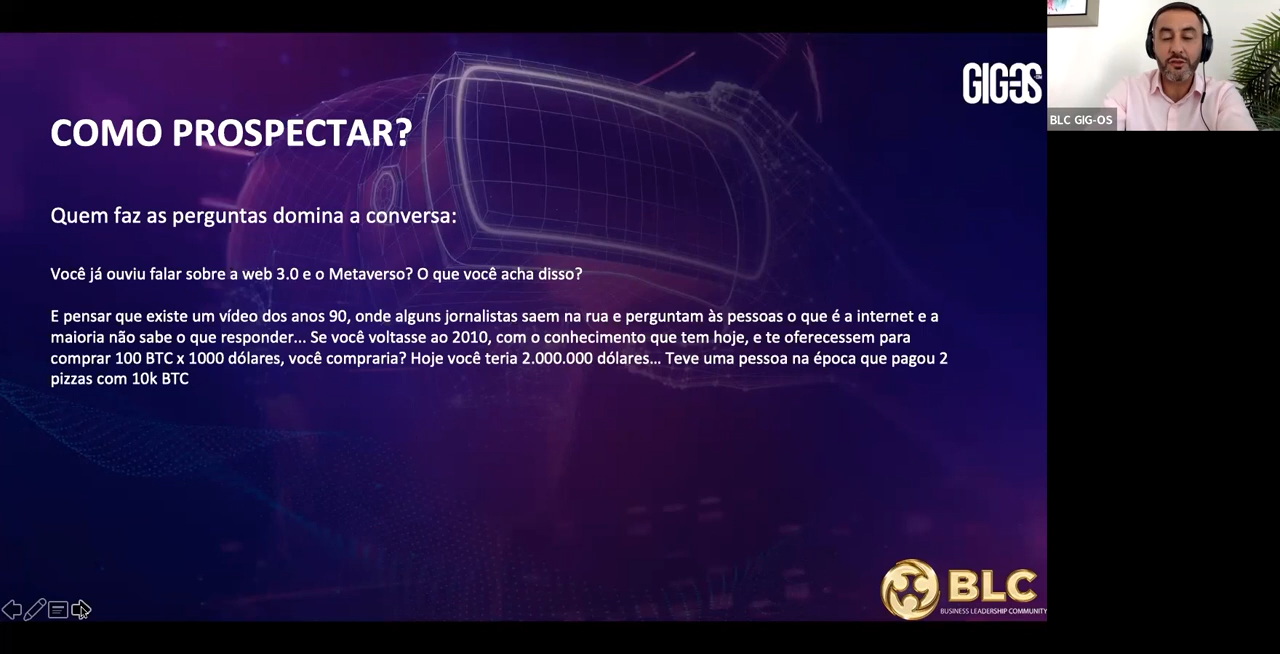 COMO PROSPECTAR?
Quem faz as perguntas domina a conversa:
Você já ouviu falar sobre a web 3.0 e o Metaverso? O que você acha disso?
E pensar que existe um vídeo dos anos 90, onde alguns jornalistas saem na rua e perguntam às pessoas o que é a internet e a
maioria não sabe o que responder... Se você voltasse ao 2010, com o conhecimento que tem hoje, e te oferecessem para
comprar 100 BTC x 1000 dólares, você compraria? Hoje você teria 2.000.000 dólares... Teve uma pessoa na época que pagou 2
pizzas com 10k BTC
GIG-OS
BLC GIG-OS
BLC
BUSINESS LEADERSHIP COMMUNITY